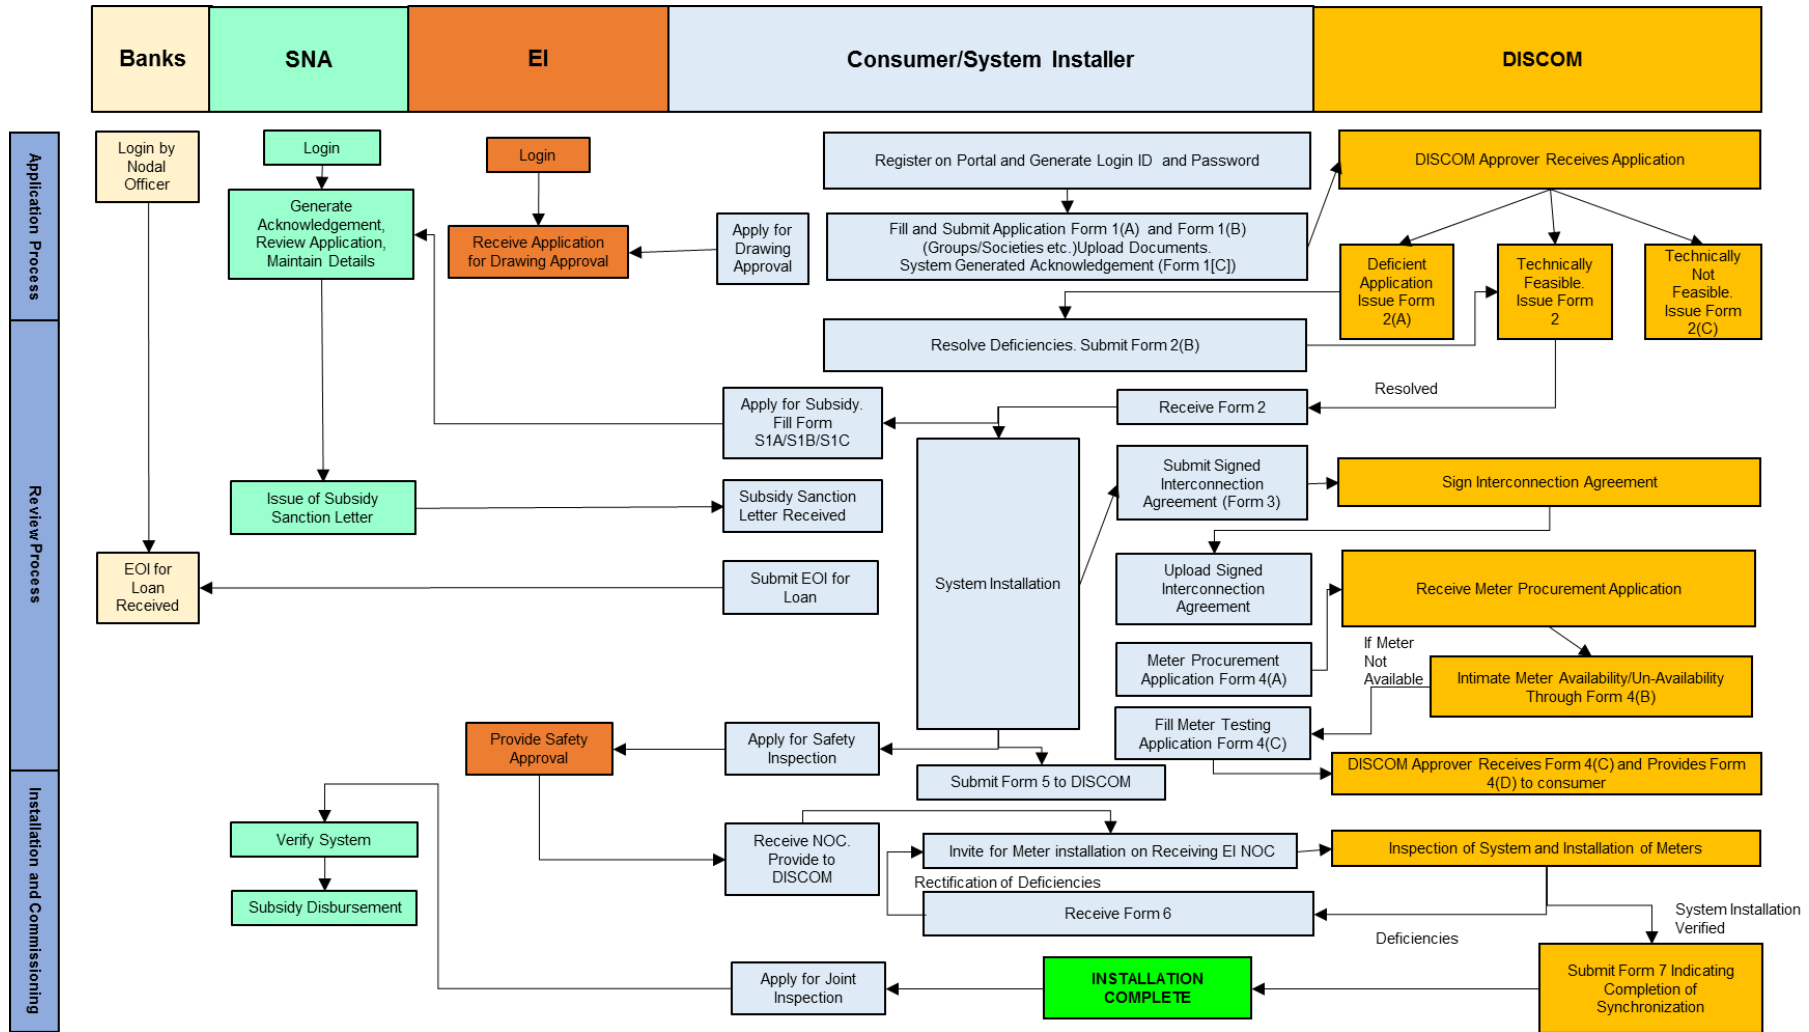 Banks
SNA
EI
Consumer/System Installer
DISCOM
Application Process
Login by
Nodal
Officer
Login
Login
Register on Portal and Generate Login ID and Password
DISCOM Approver Receives Application
Generate
Acknowledgement,
Review Application,
Maintain Details
Receive Application
for Drawing Approval
Apply for
Drawing
Approval
Fill and Submit Application Form 1(A) and Form 1(B)
(Groups/Societies etc.)Upload Documents.
System Generated Acknowledgement (Form 1[C])
Deficient
Application
Issue Form
2(A)
Technically
Feasible.
Issue Form
2
Technically
Not
Feasible.
Issue Form
2(C)
Review Process
Resolve Deficiencies. Submit Form 2(B)
Resolved
Apply for Subsidy.
Fill Form
S1A/S1B/S1C
Receive Form 2
Issue of Subsidy
Sanction Letter
Subsidy Sanction
Letter Received
System Installation
Submit Signed
Interconnection
Agreement (Form 3)
Sign Interconnection Agreement
EOI for
Loan
Received
Submit EOI for
Loan
Upload Signed
Interconnection
Agreement
Receive Meter Procurement Application
Meter Procurement
Application Form 4(A)
If Meter
Not
Available
Intimate Meter Availability/Un-Availability
Through Form 4(B)
Provide Safety
Approval
Apply for Safety
Inspection
Fill Meter Testing
Application Form 4(C)
Submit Form 5 to DISCOM
DISCOM Approver Receives Form 4(C) and Provides Form
4(D) to consumer
Installation and Commissioning
Verify System
Receive NOC.
Provide to
DISCOM
Invite for Meter installation on Receiving EI NOC
Inspection of System and Installation of Meters
Rectification of Deficiencies
Subsidy Disbursement
Receive Form 6
System Installation
Verified
Deficiencies
Apply for Joint
Inspection
INSTALLATION
COMPLETE
Submit Form 7 Indicating
Completion of
Synchronization